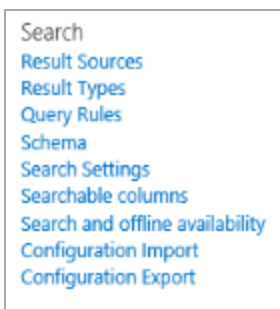 Search
Result Sources
Result Types
Query Rules
Schema
Search Settings
Searchable columns
Search and offline availability
Configuration Import
Configuration Export